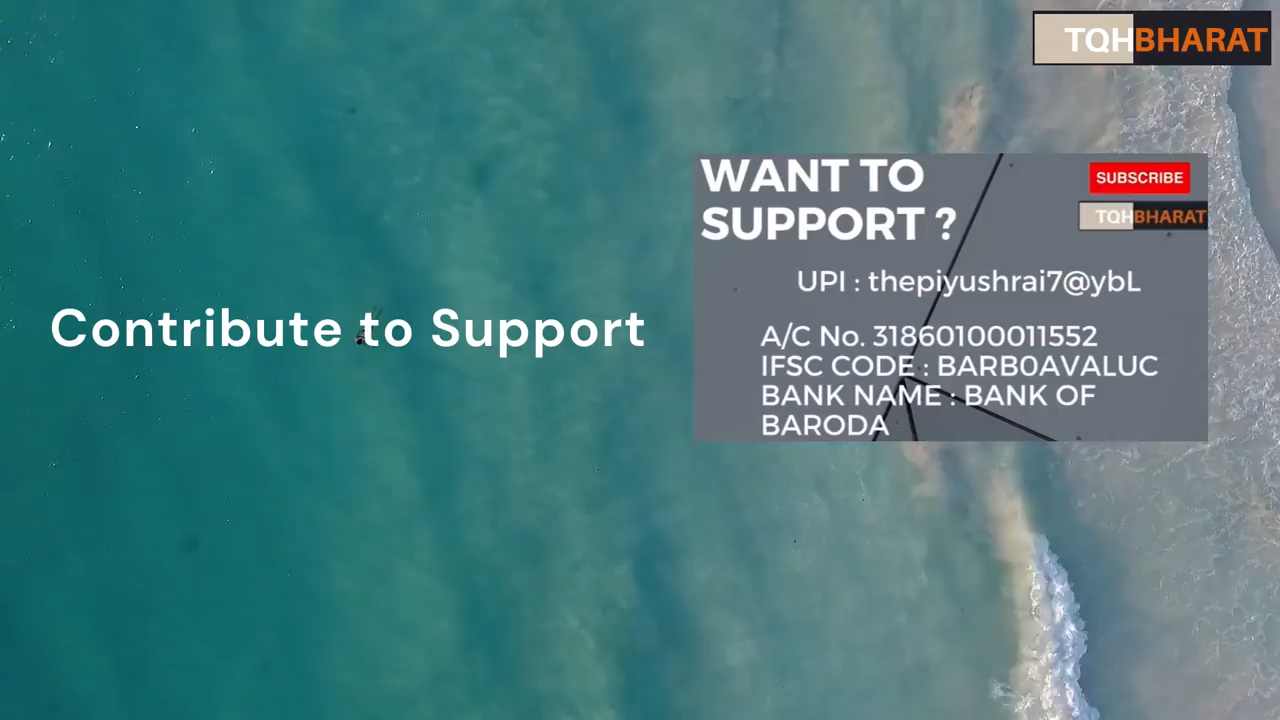 TQHBHARAT
WANT TO
SUPPORT ?
SUBSCRIBE
TQHBHARAT
UPI : thepiyushrai7@ybL
Contribute to Support
A/C No. 31860100011552
IFSC CODE : BARB0AVALUC
BANK NAME : BANK OF
BARODA